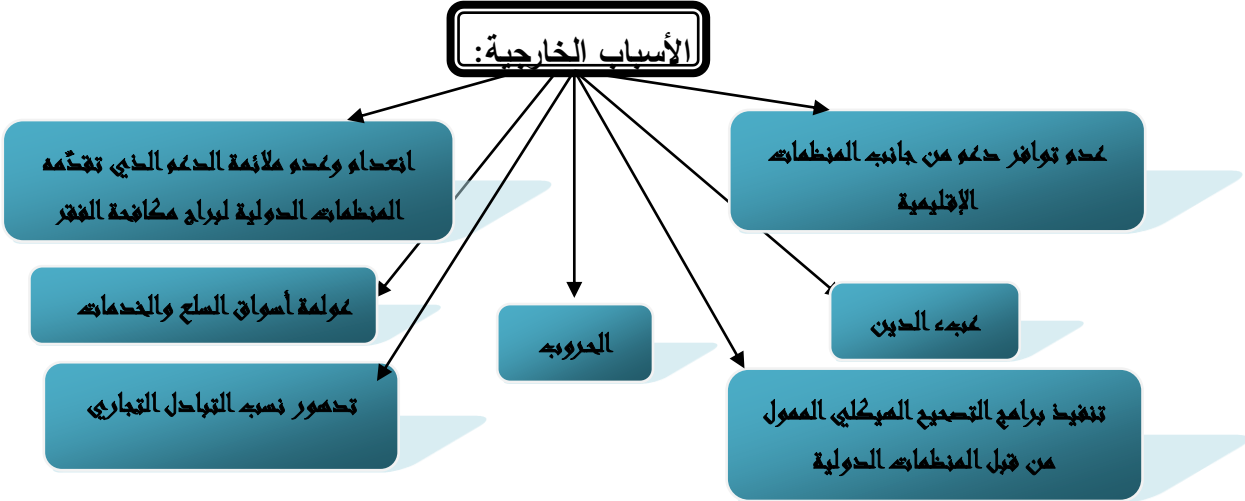 الأسباب الخارجية:
عدم توافر دعم من جانب المنظمات
الإقليمية
انعدام وعدم ملائمة الدعم الذي تقدّمه
المنظمات الدولية لبراي مكافحة الفقر
عبء الدين
عولمة أسواق السلع والخدمات
الحروب
تنفيذ برامج التصحيح الهيكلي الممول
من قبل المنظمات الدولية
تدهور نسب التبادل التجاري